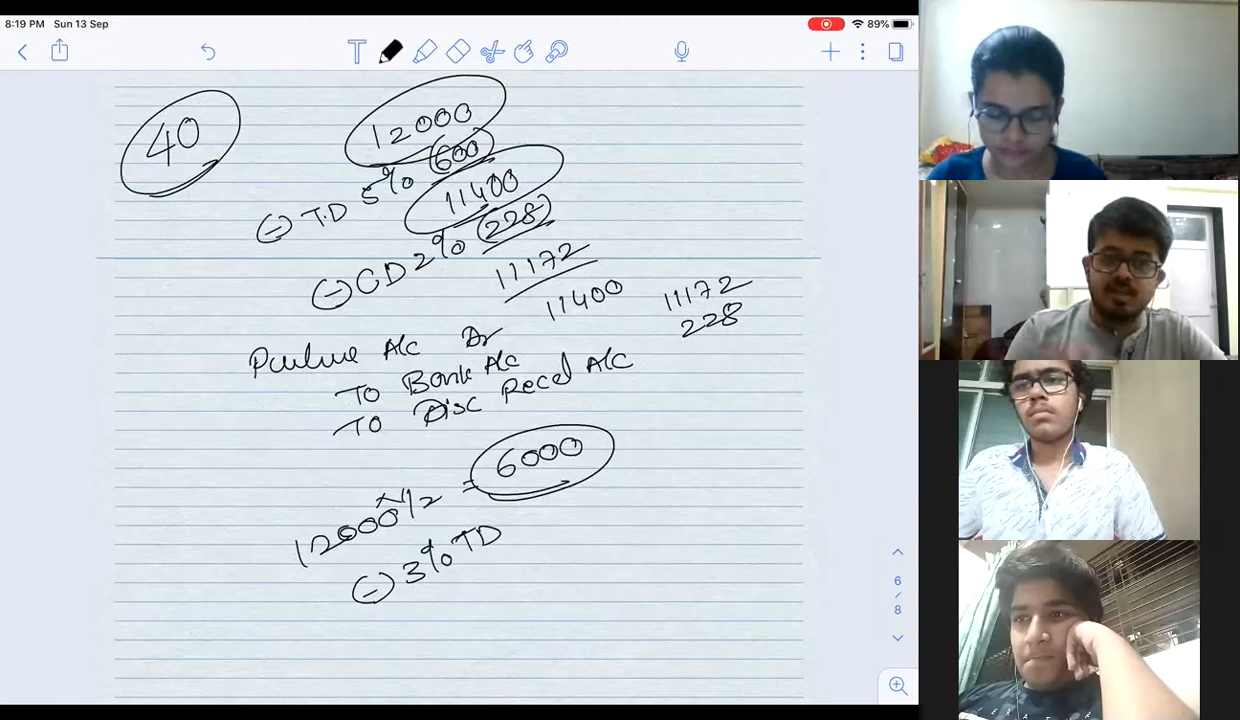 8:19 PM Sun 13 Sep
89%
40
12000
⊖ T.D 5% 600
11400
⊖ CD 2% 228
11172
Purchase A/c Dr 11400
To Bank A/c 11172
To Disc Recd A/c 228
12000 x 1/2 = 6000
⊖ 3% TD
6
/
8